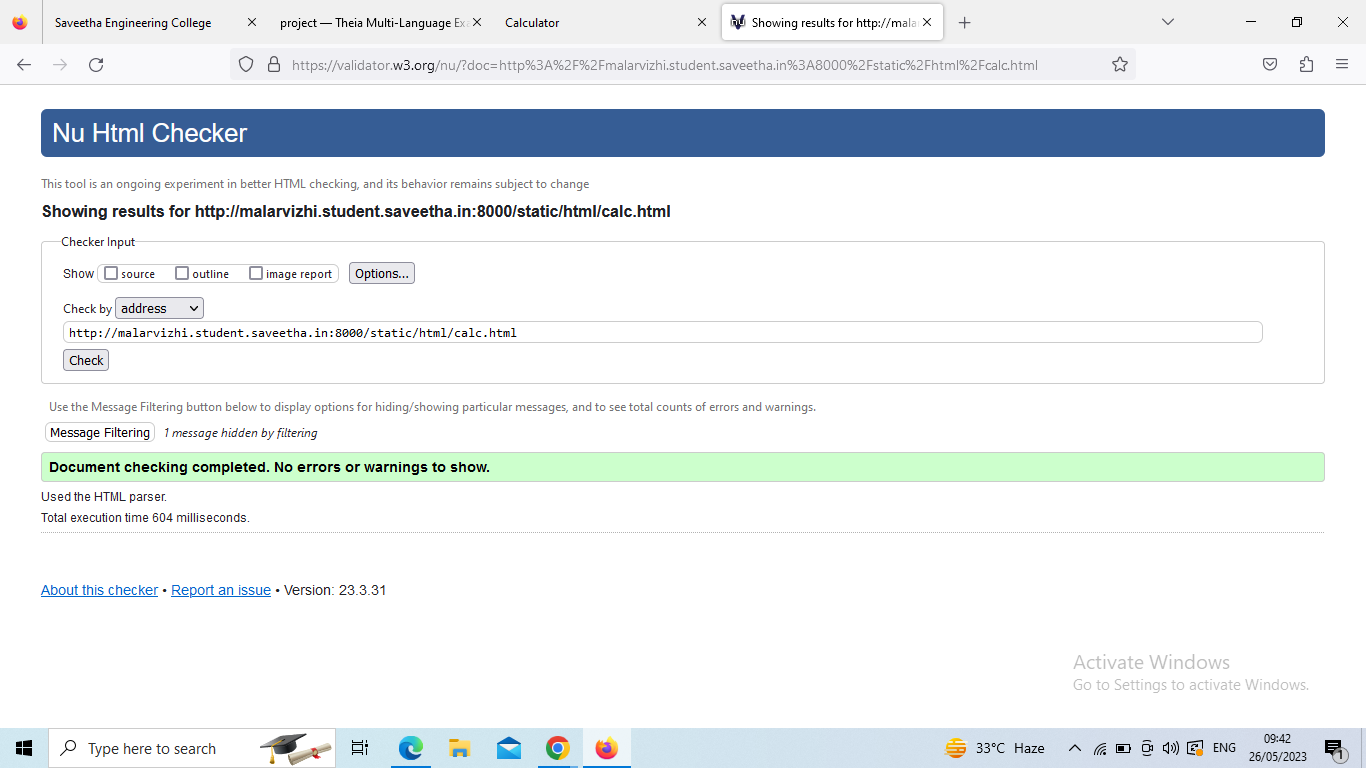 Saveetha Engineering College
project — Theia Multi-Language Exa
Calculator
Showing results for http://mala
https://validator.w3.org/nu/?doc=http%3A%2F%2Fmalarvizhi.student.saveetha.in%3A8000%2Fstatic%2Fhtml%2Fcalc.html
Nu Html Checker
This tool is an ongoing experiment in better HTML checking, and its behavior remains subject to change
Showing results for http://malarvizhi.student.saveetha.in:8000/static/html/calc.html
Checker Input
Show source outline image report Options...
Check by address
http://malarvizhi.student.saveetha.in:8000/static/html/calc.html
Check
Use the Message Filtering button below to display options for hiding/showing particular messages, and to see total counts of errors and warnings.
Message Filtering 1 message hidden by filtering
Document checking completed. No errors or warnings to show.
Used the HTML parser.
Total execution time 604 milliseconds.
About this checker • Report an issue • Version: 23.3.31
Activate Windows
Go to Settings to activate Windows.
Type here to search
33°C Haze
ENG
09:42
26/05/2023
1